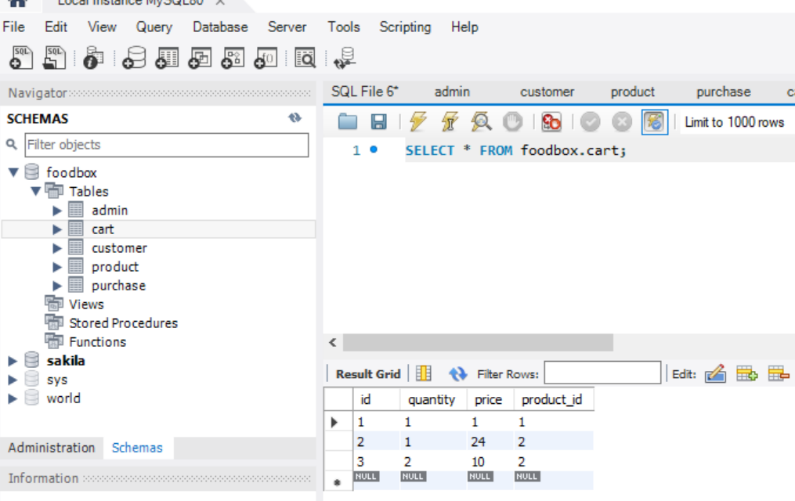 Local instance MySQL80 ×
File Edit View Query Database Server Tools Scripting Help
Navigator
SCHEMAS
Filter objects
foodbox
Tables
admin
cart
customer
product
purchase
Views
Stored Procedures
Functions
sakila
sys
world
Administration Schemas
Information
SQL File 6* admin customer product purchase c
Limit to 1000 rows
1 SELECT * FROM foodbox.cart;
Result Grid Filter Rows: Edit:
id quantity price product_id
1 1 1 1
2 1 24 2
3 2 10 2
NULL NULL NULL NULL